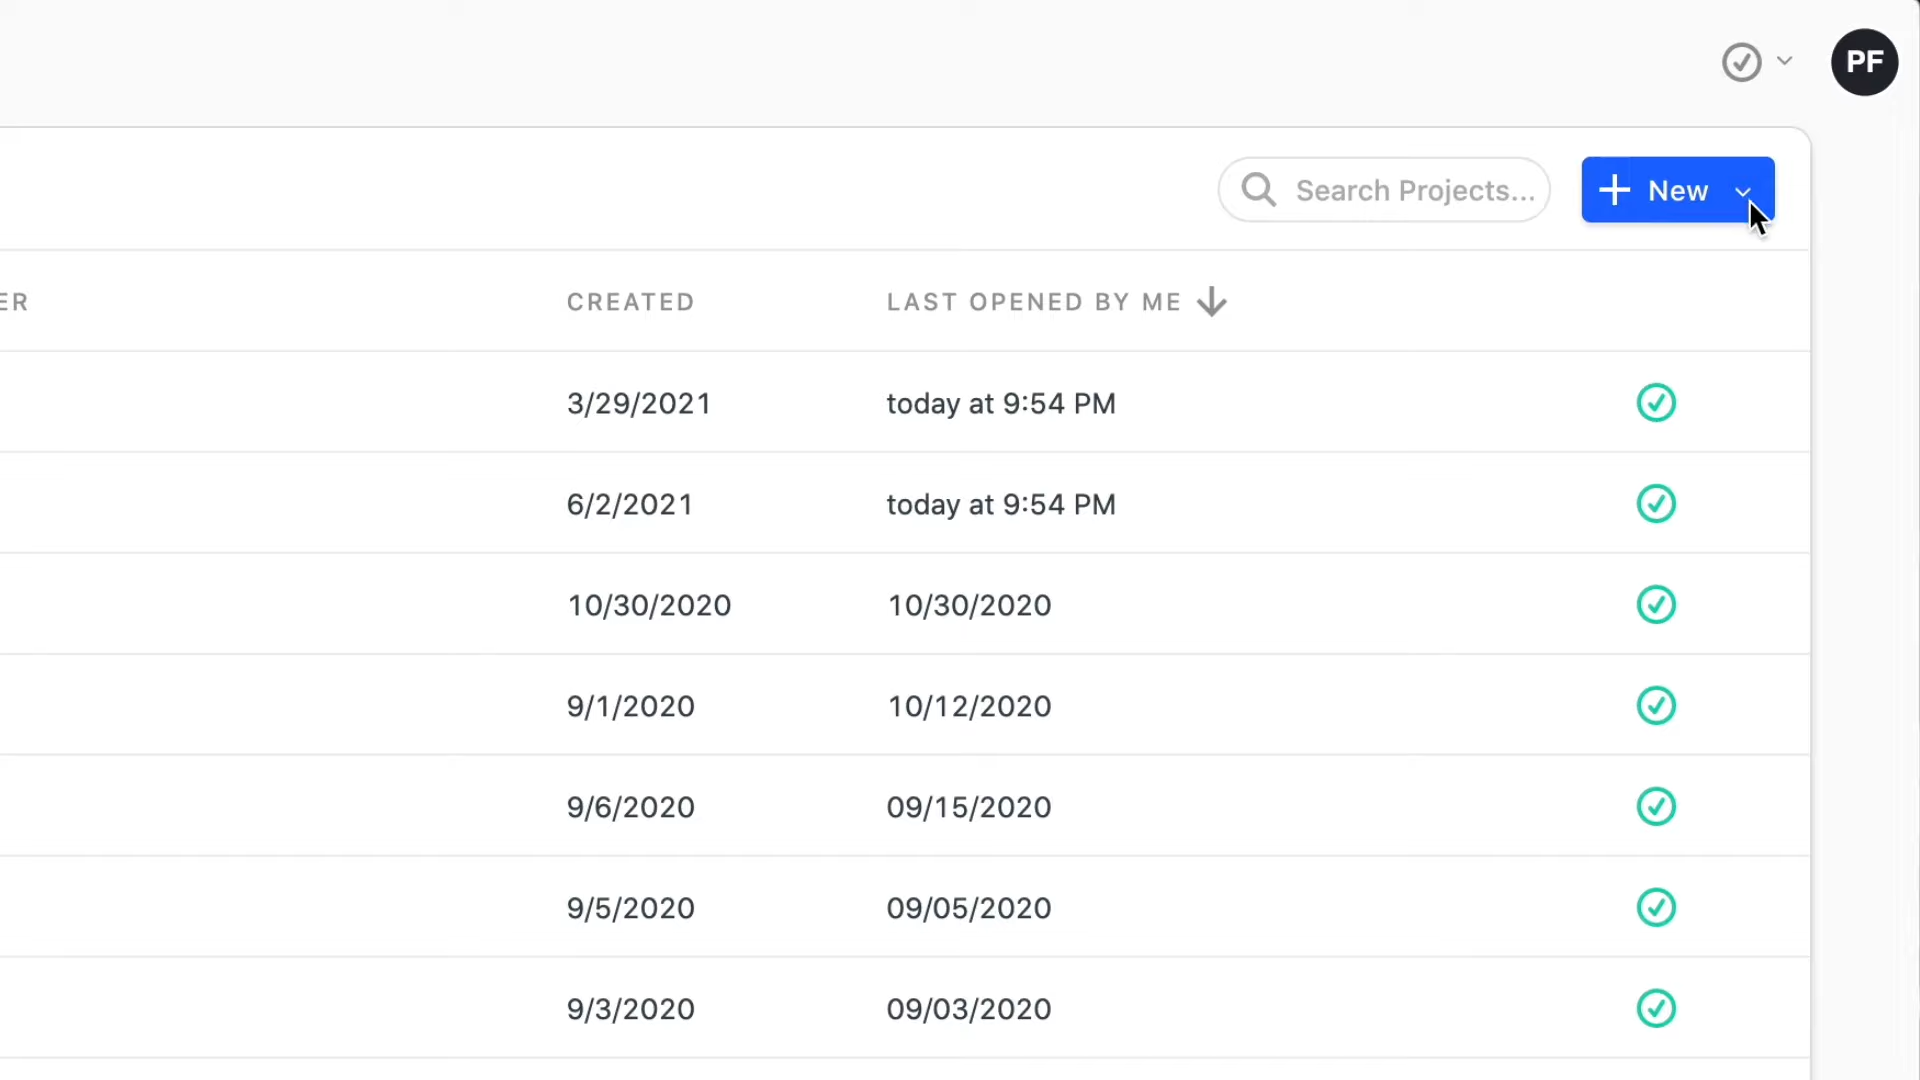 PF
Search Projects...
New
ER CREATED LAST OPENED BY ME
3/29/2021 today at 9:54 PM
6/2/2021 today at 9:54 PM
10/30/2020 10/30/2020
9/1/2020 10/12/2020
9/6/2020 09/15/2020
9/5/2020 09/05/2020
9/3/2020 09/03/2020